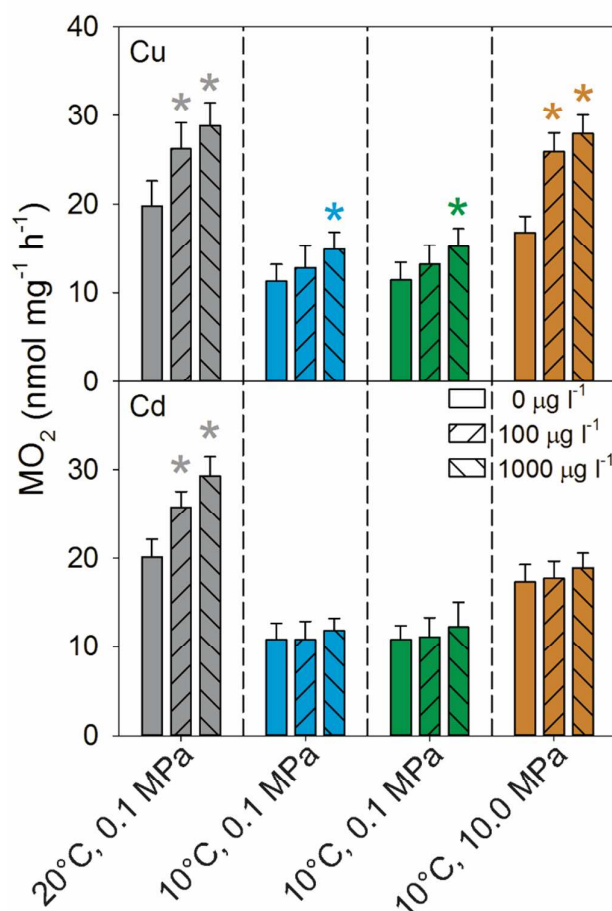 40
Cu
30
20
10
0
MO₂ (nmol mg⁻¹ h⁻¹)
* *
*
*
* *
Cd
30
20
10
0
* *
0 µg l⁻¹
100 µg l⁻¹
1000 µg l⁻¹
20°C, 0.1 MPa
10°C, 0.1 MPa
10°C, 0.1 MPa
10°C, 10.0 MPa